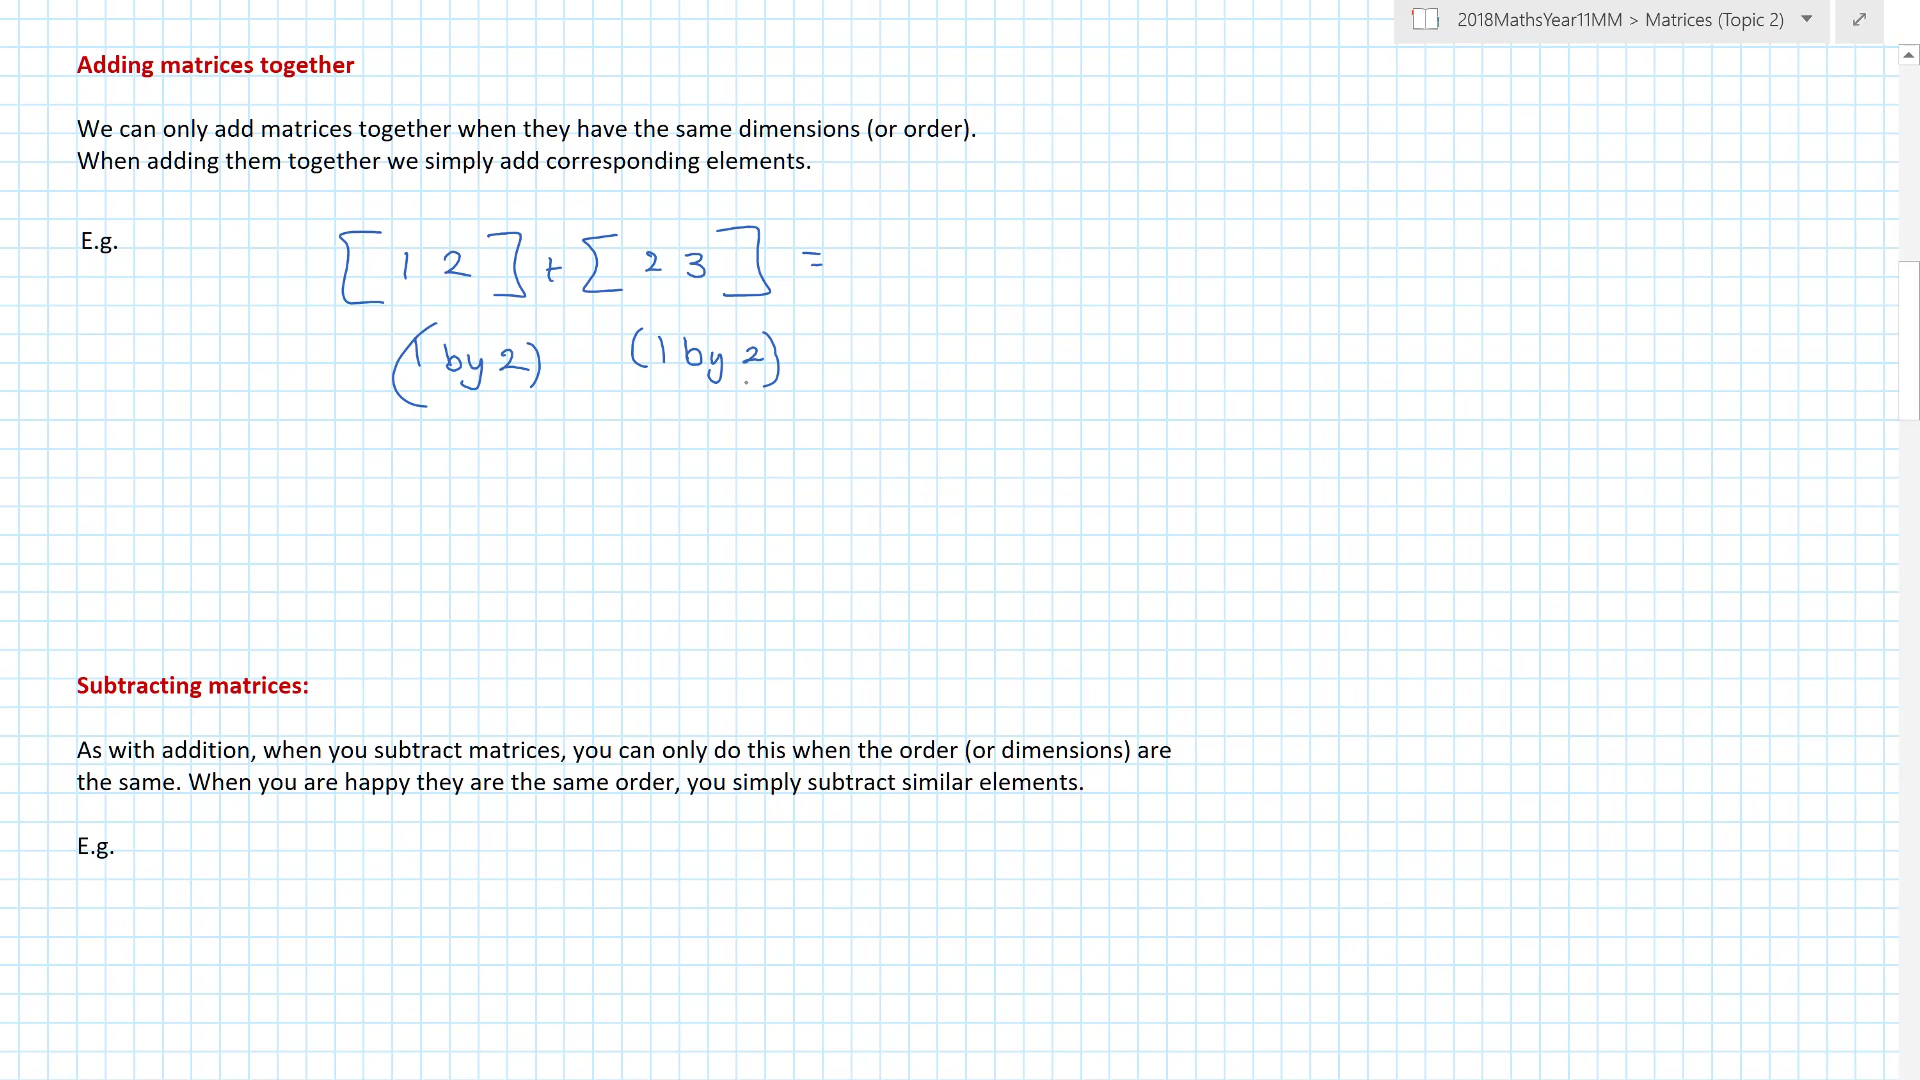 2018MathsYear11MM > Matrices (Topic 2)
Adding matrices together
We can only add matrices together when they have the same dimensions (or order).
When adding them together we simply add corresponding elements.
E.g.
[ 1 2 ] + [ 2 3 ] =
(1 by 2) (1 by 2)
Subtracting matrices:
As with addition, when you subtract matrices, you can only do this when the order (or dimensions) are
the same. When you are happy they are the same order, you simply subtract similar elements.
E.g.